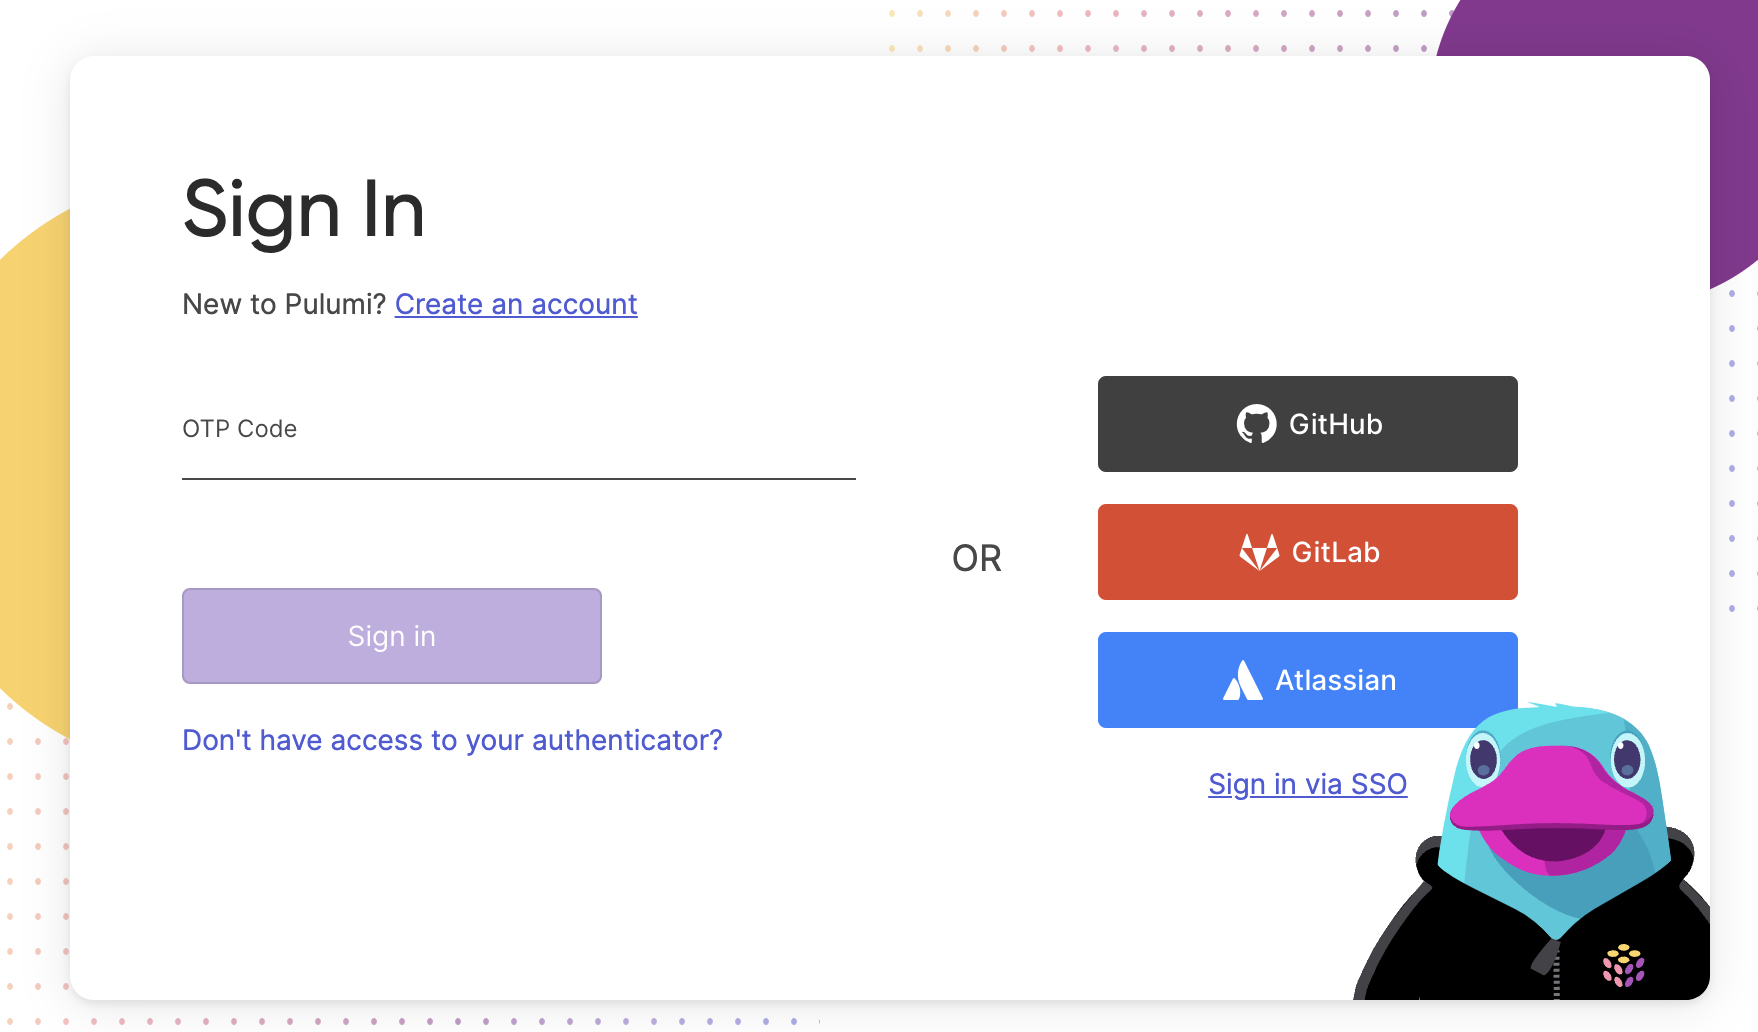 Sign In
New to Pulumi? Create an account
OTP Code
Sign in
Don't have access to your authenticator?
OR
GitHub
GitLab
Atlassian
Sign in via SSO